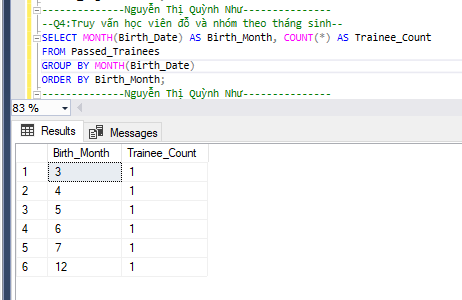 --------------Nguyễn Thị Quỳnh Như---------------
--Q4:Truy vấn học viên đỗ và nhóm theo tháng sinh--
SELECT MONTH(Birth_Date) AS Birth_Month, COUNT(*) AS Trainee_Count
FROM Passed_Trainees
GROUP BY MONTH(Birth_Date)
ORDER BY Birth_Month;
--------------Nguyễn Thị Quỳnh Như---------------
83 %
Results Messages
Birth_Month Trainee_Count
1 3 1
2 4 1
3 5 1
4 6 1
5 7 1
6 12 1